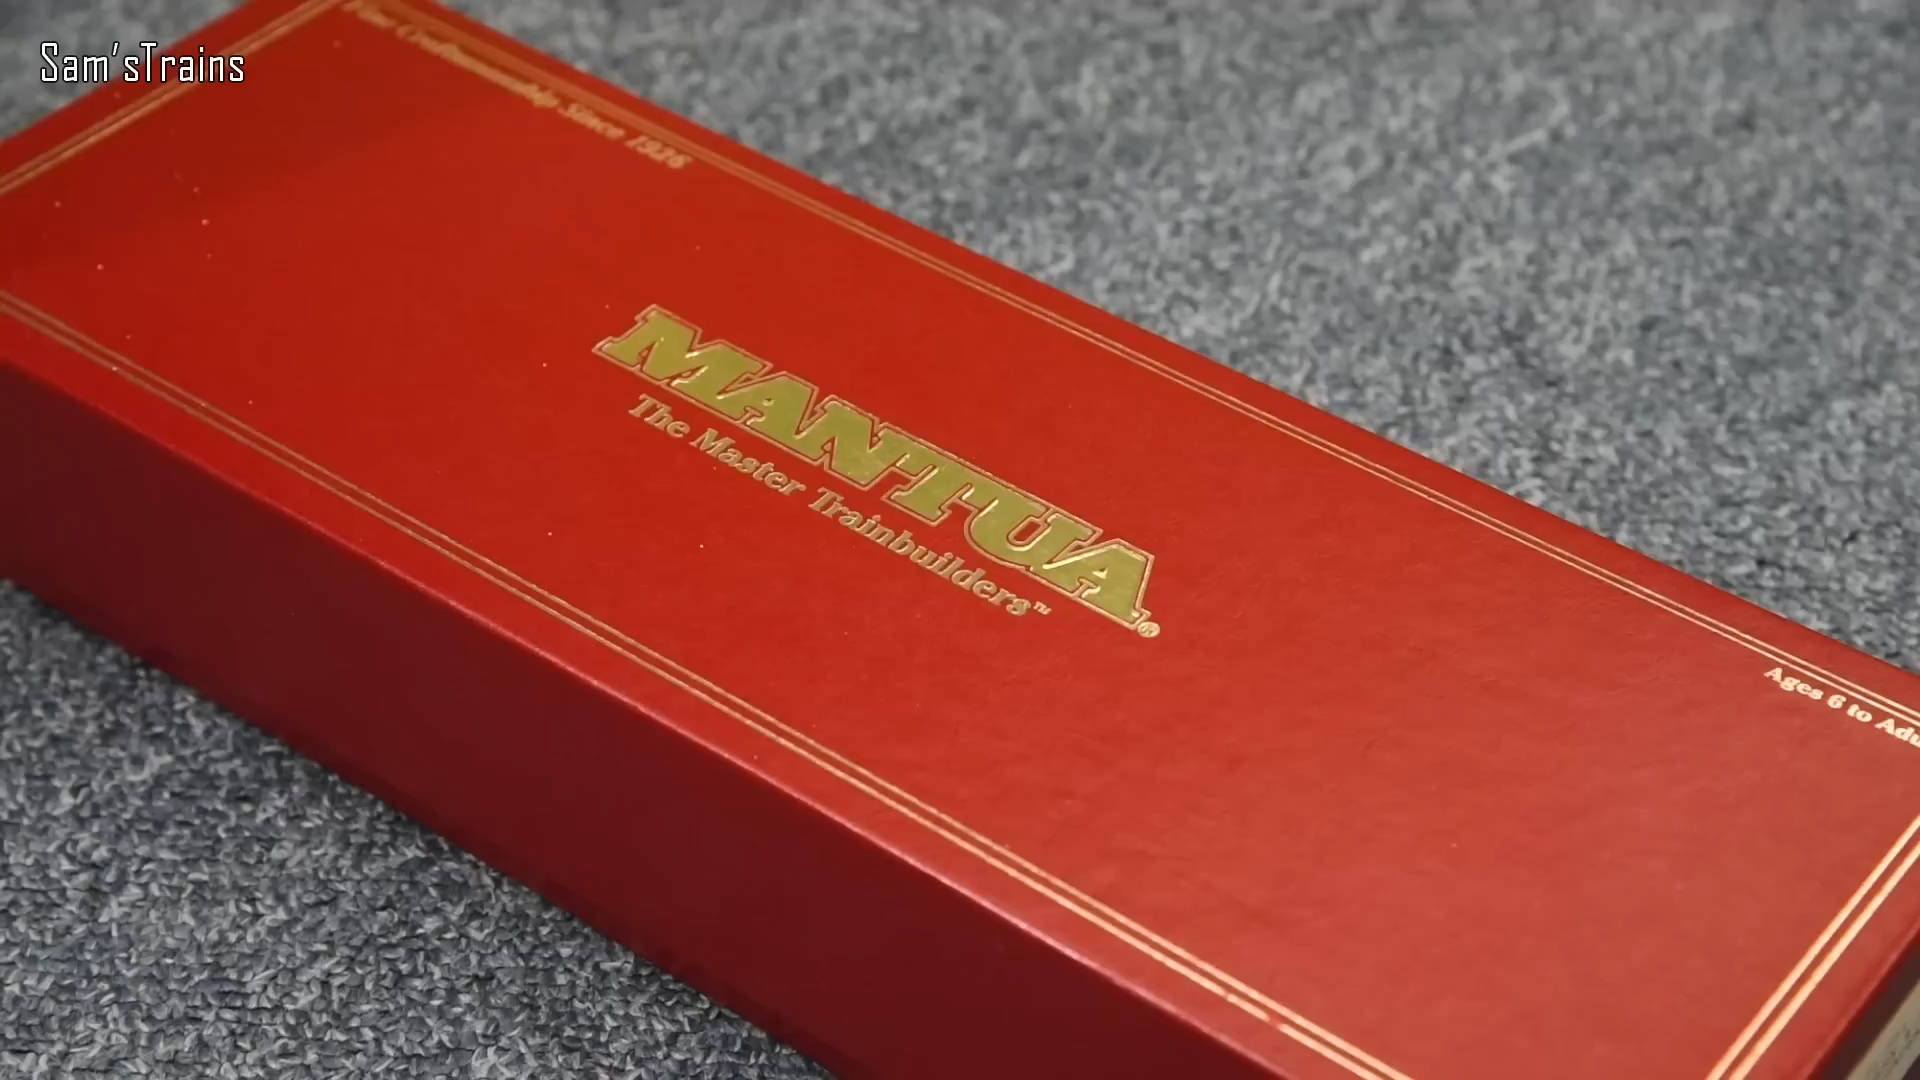 Sam'sTrains
Fine Craftsmanship Since 1926
MANTUA®
The Master Trainbuilders™
Ages 6 to Adu